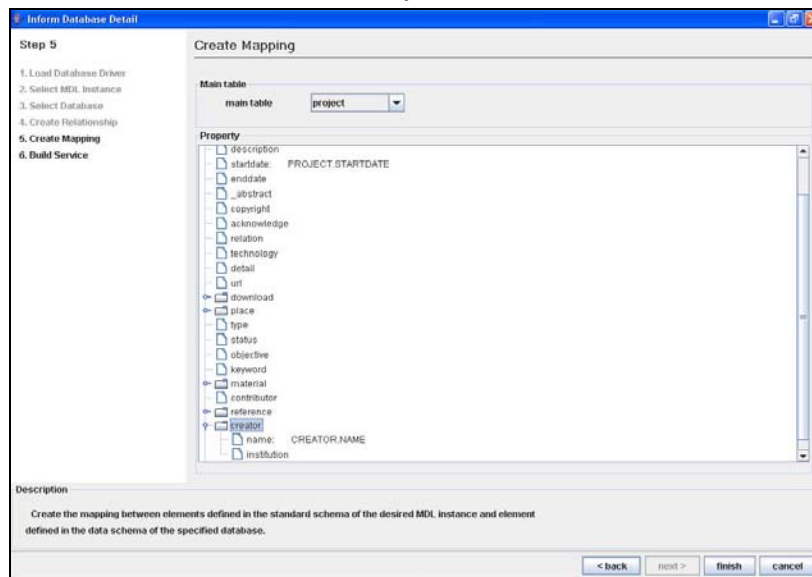 Inform Database Detail
Step 5
1. Load Database Driver
2. Select MDL Instance
3. Select Database
4. Create Relationship
5. Create Mapping
6. Build Service
Create Mapping
Main table
main table project
Property
description
startdate: PROJECT.STARTDATE
enddate
_abstract
copyright
acknowledge
relation
technology
detail
url
download
place
type
status
objective
keyword
material
contributor
reference
creator
name: CREATOR.NAME
institution
Description
Create the mapping between elements defined in the standard schema of the desired MDL instance and element
defined in the data schema of the specified database.
< back next > finish cancel